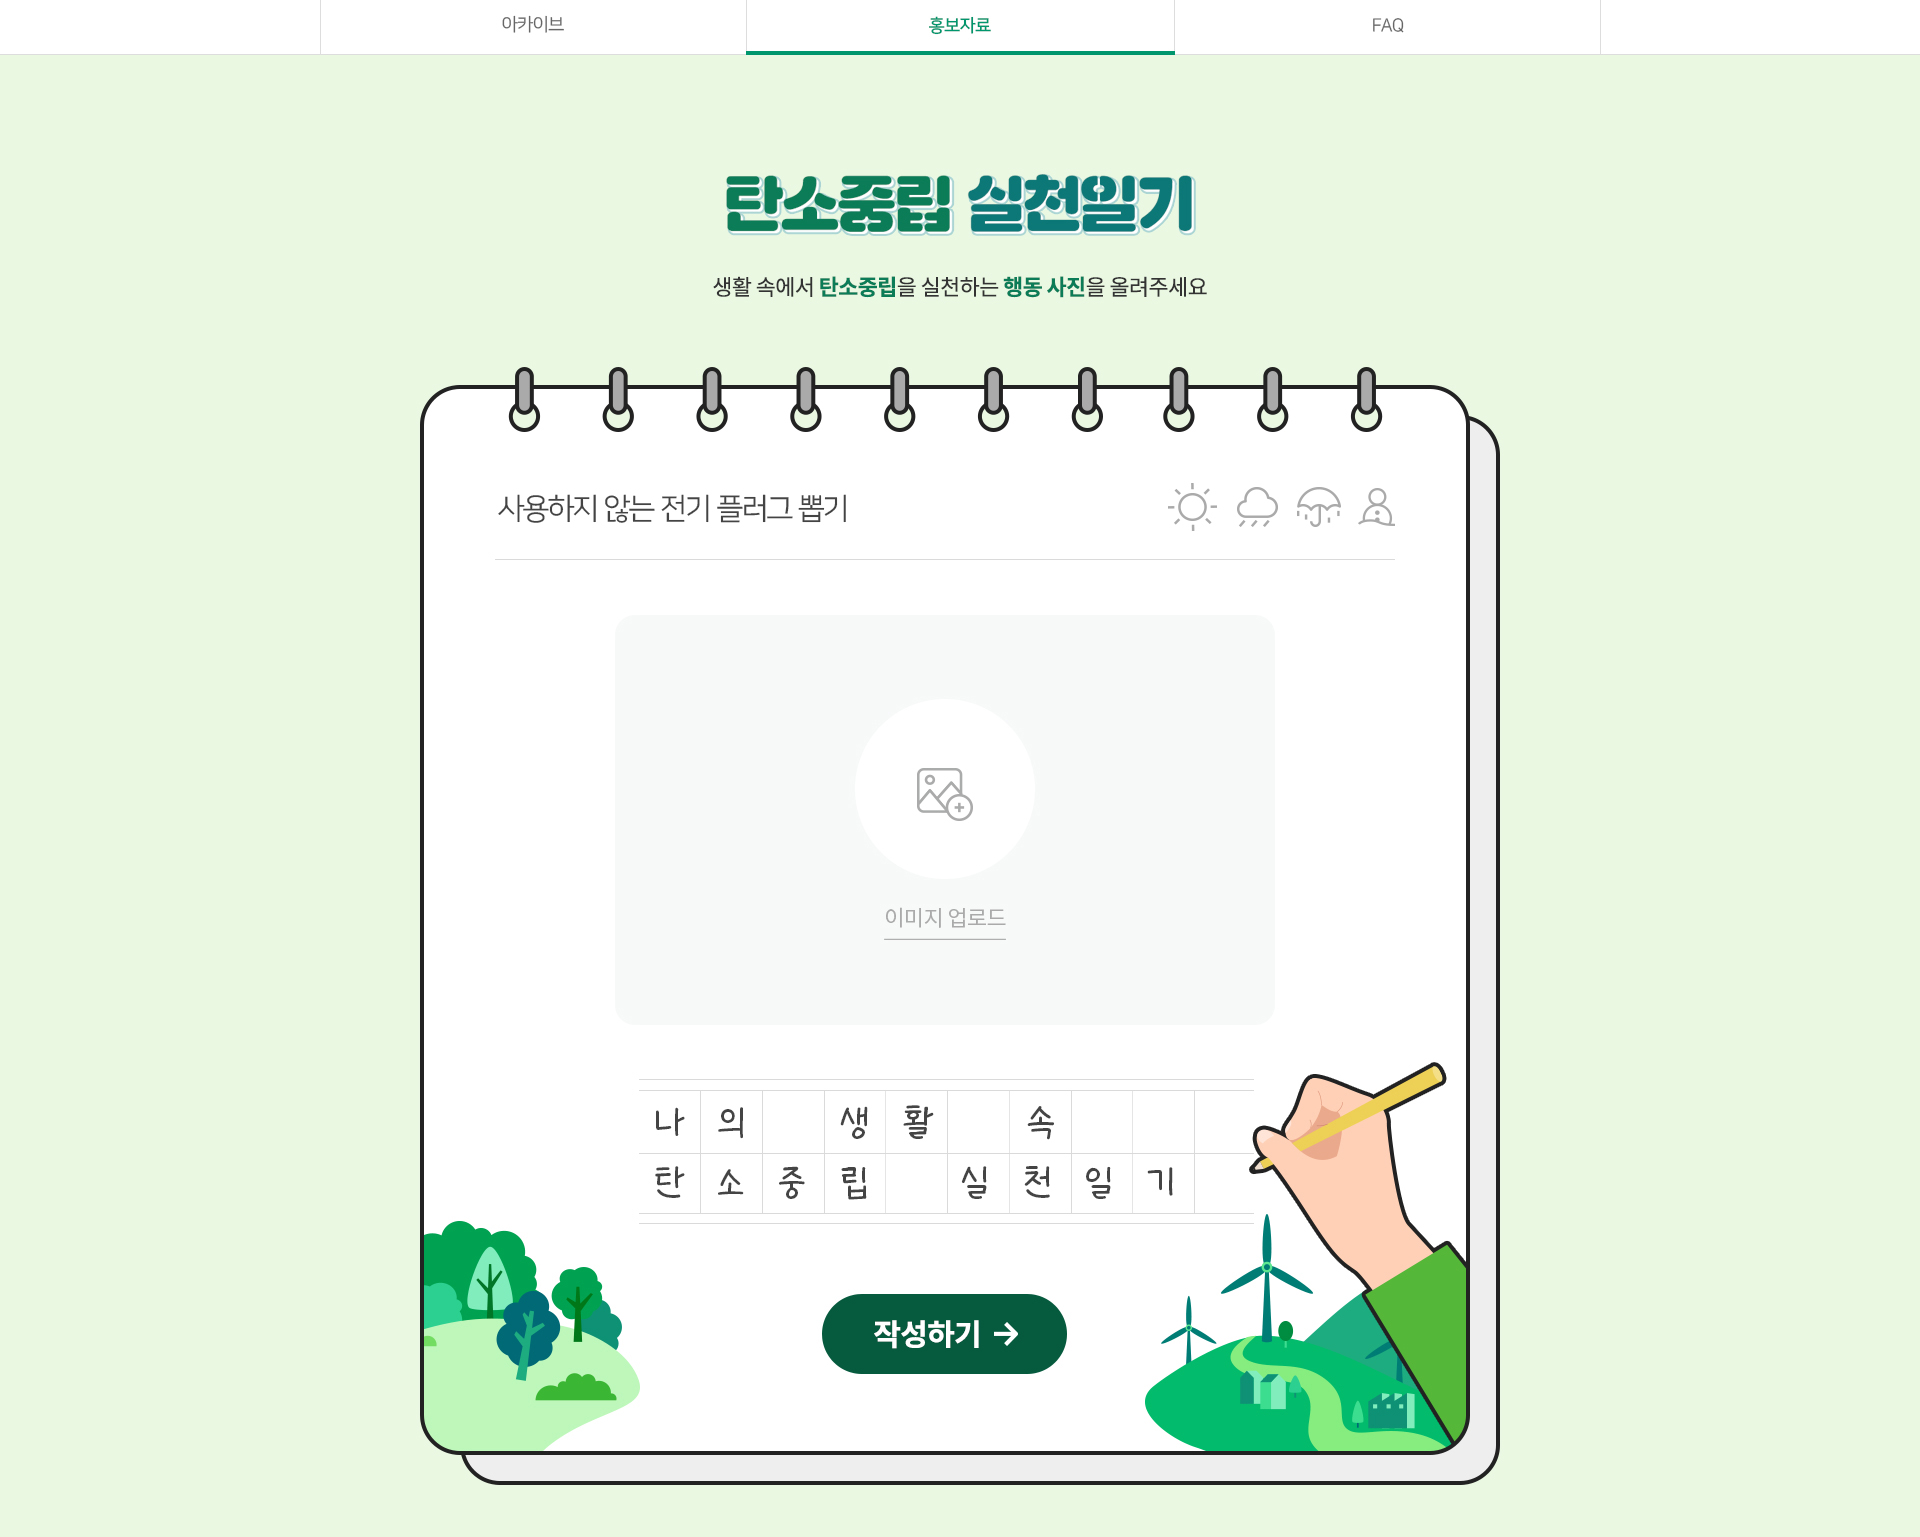 아카이브
홍보자료
FAQ
탄소중립 실천일기
생활 속에서 탄소중립을 실천하는 행동 사진을 올려주세요
사용하지 않는 전기 플러그 뽑기
이미지 업로드
나의 생활 속
탄소중립 실천일기
작성하기